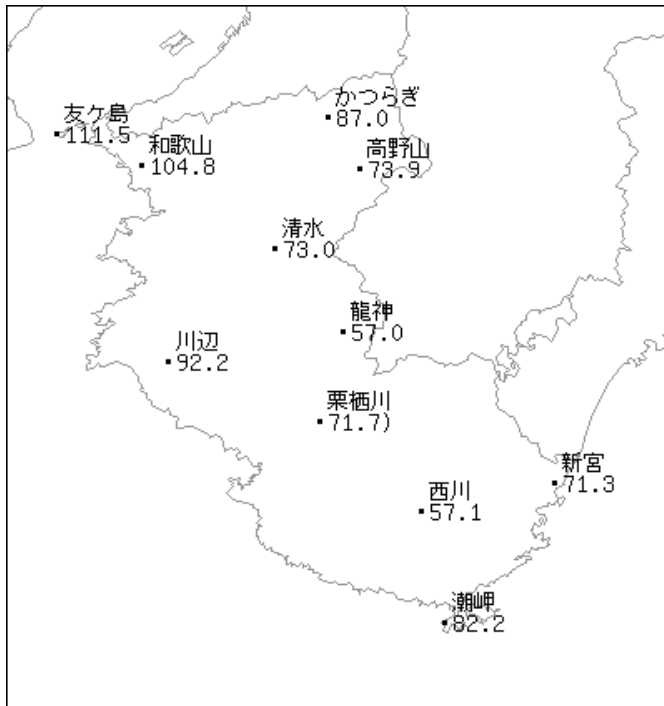 友ケ島
111.5
和歌山
104.8
かつらぎ
87.0
高野山
73.9
清水
73.0
龍神
57.0
川辺
92.2
栗栖川
71.7)
新宮
71.3
西川
57.1
潮岬
82.2